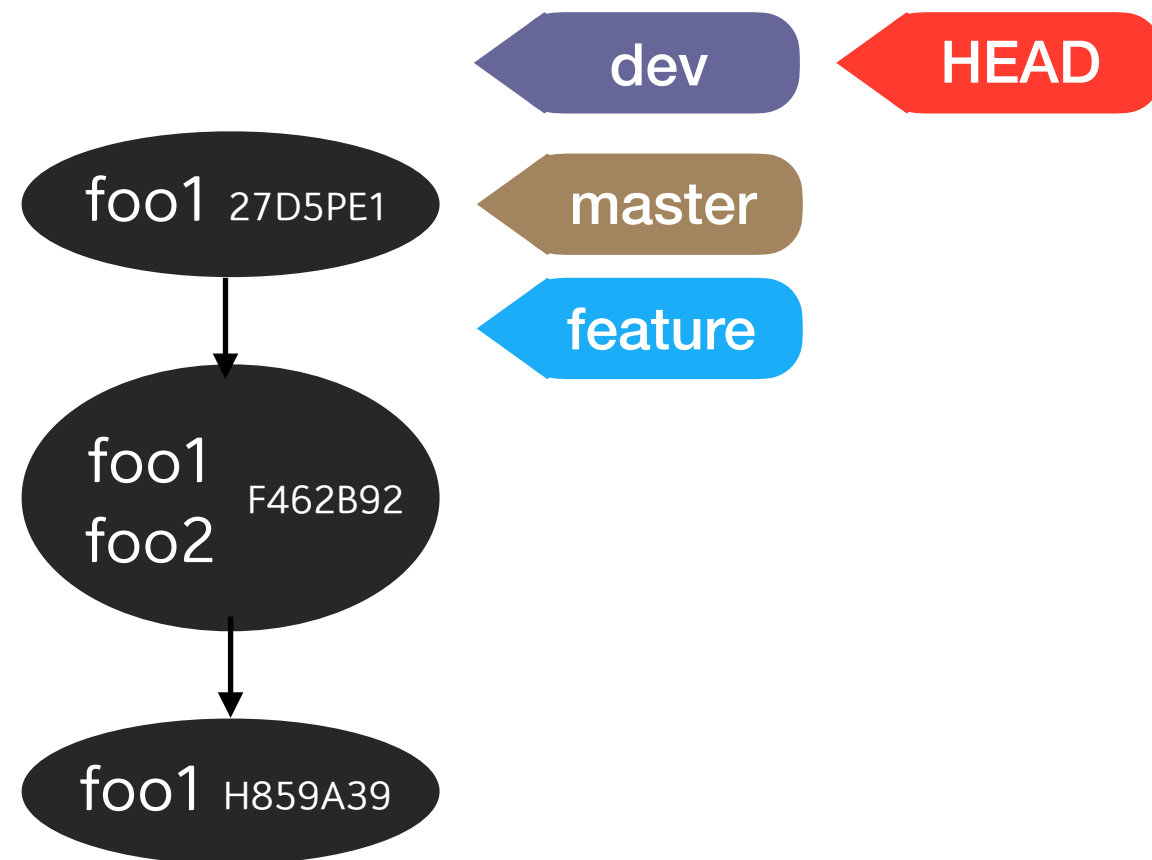 dev
HEAD
foo1 27D5PE1
master
feature
foo1
foo2
F462B92
foo1 H859A39